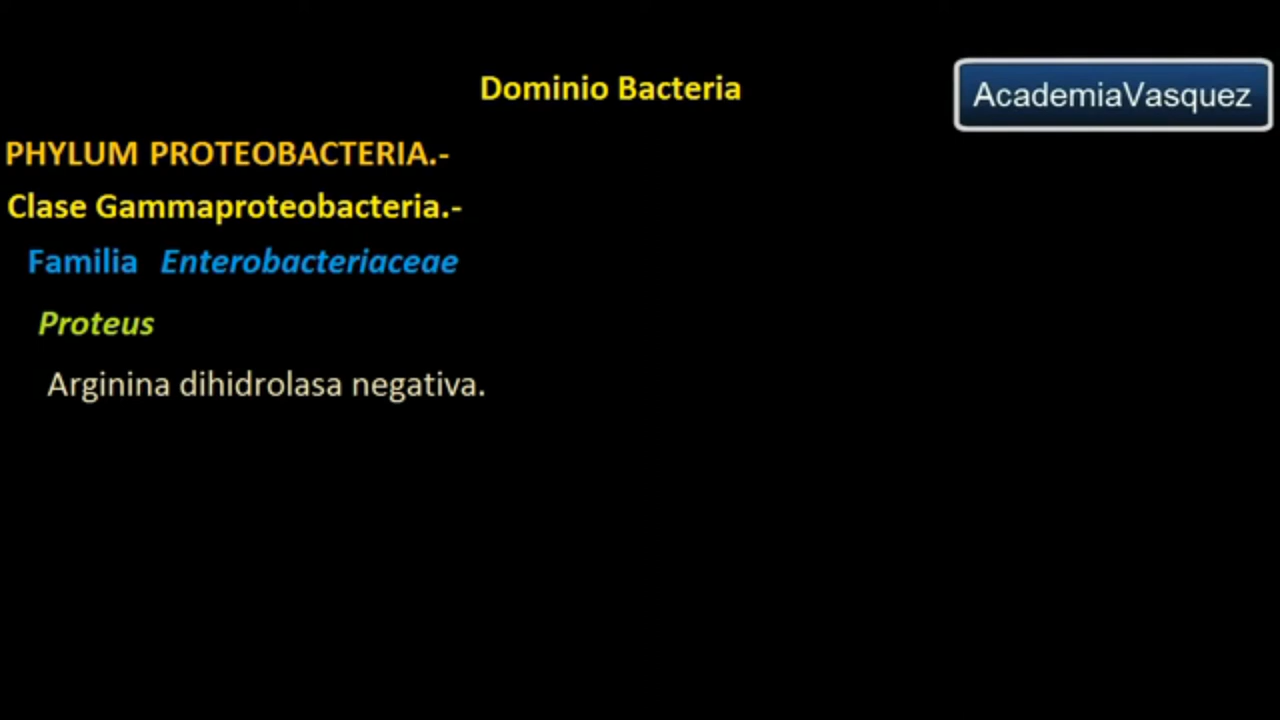 Dominio Bacteria
AcademiaVasquez
PHYLUM PROTEOBACTERIA.-
Clase Gammaproteobacteria.-
Familia Enterobacteriaceae
Proteus
Arginina dihidrolasa negativa.